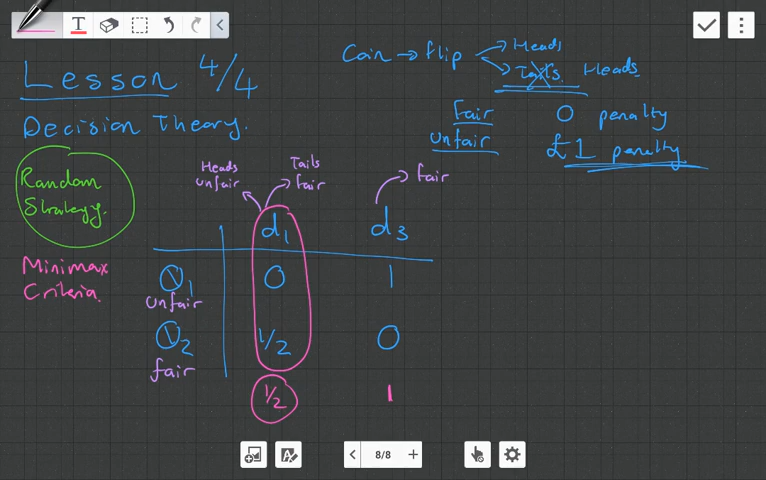 Lesson 4/4
Coin → flip → Heads
→ Tails Heads
Decision Theory.
Fair 0 penalty
unfair £1 penalty
Random
Strategy.
Heads
unfair
Tails
fair
fair
Minimax
Criteria.
d1 d3
θ1 0 1
unfair
θ2 1/2 0
fair
1/2 1
8/8